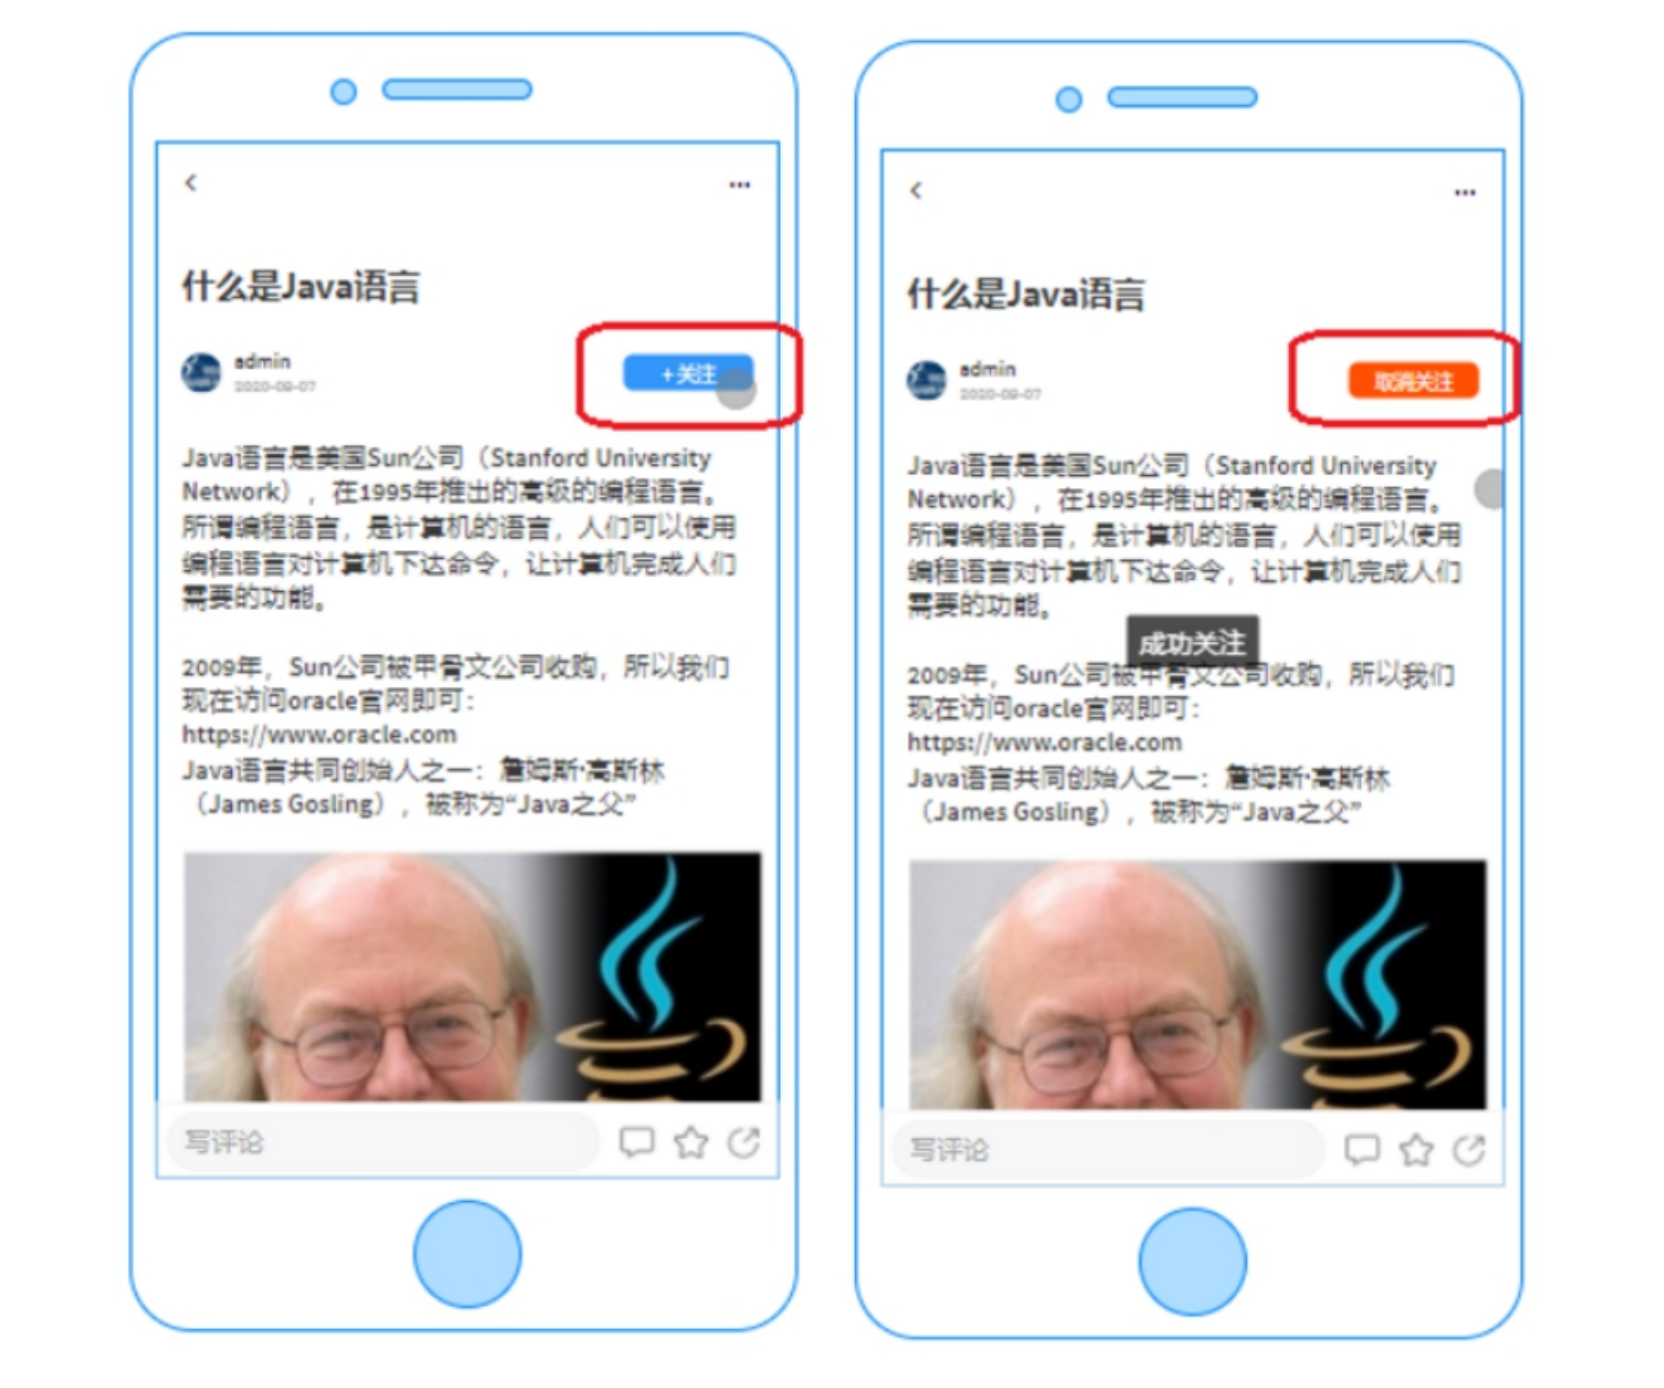 什么是Java语言
admin
2020-09-07
+关注
Java语言是美国Sun公司（Stanford University
Network），在1995年推出的高级的编程语言。
所谓编程语言，是计算机的语言，人们可以使用
编程语言对计算机下达命令，让计算机完成人们
需要的功能。
2009年，Sun公司被甲骨文公司收购，所以我们
现在访问oracle官网即可：
https://www.oracle.com
Java语言共同创始人之一：詹姆斯·高斯林
（James Gosling），被称为“Java之父”
写评论
什么是Java语言
admin
2020-09-07
取消关注
Java语言是美国Sun公司（Stanford University
Network），在1995年推出的高级的编程语言。
所谓编程语言，是计算机的语言，人们可以使用
编程语言对计算机下达命令，让计算机完成人们
需要的功能。
成功关注
2009年，Sun公司被甲骨文公司收购，所以我们
现在访问oracle官网即可：
https://www.oracle.com
Java语言共同创始人之一：詹姆斯·高斯林
（James Gosling），被称为“Java之父”
写评论